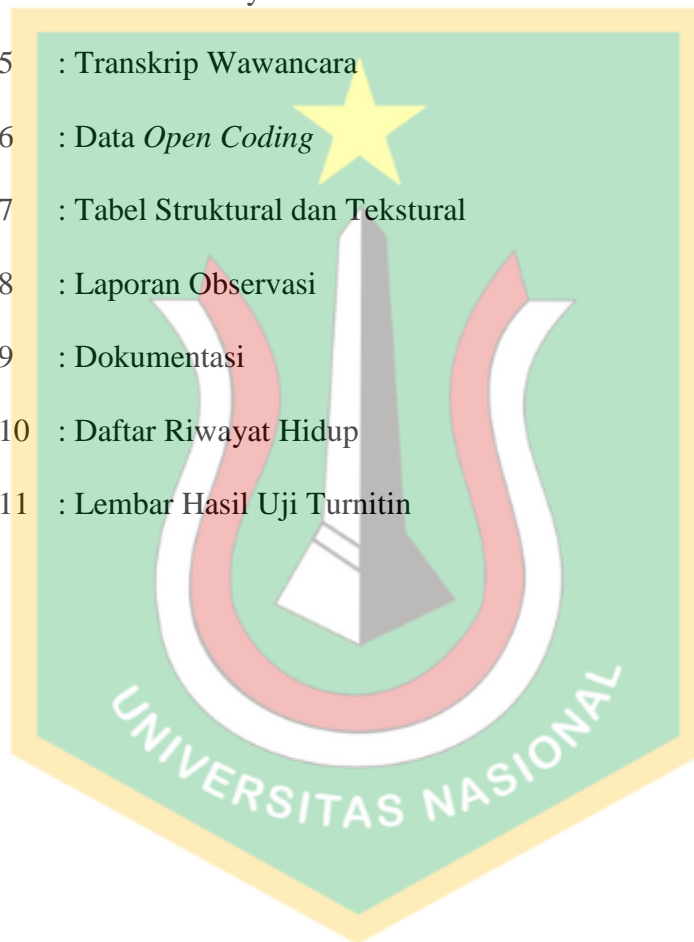 5 : Transkrip Wawancara
6 : Data Open Coding
7 : Tabel Struktural dan Tekstural
8 : Laporan Observasi
9 : Dokumentasi
10 : Daftar Riwayat Hidup
11 : Lembar Hasil Uji Turnitin
UNIVERSITAS NASIONAL